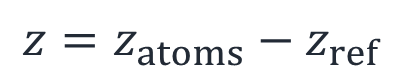 z = z_atoms − z_ref